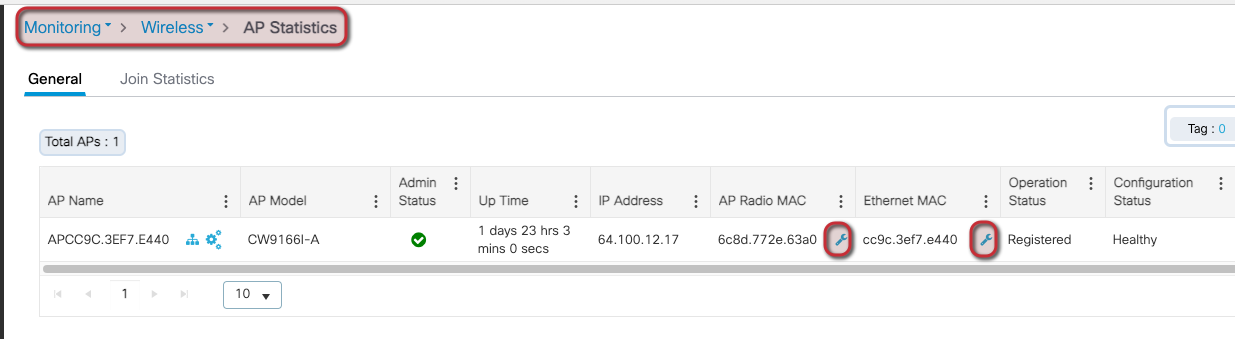 Monitoring > Wireless > AP Statistics
General Join Statistics
Total APs : 1
Tag : 0
AP Name AP Model Admin Status Up Time IP Address AP Radio MAC Ethernet MAC Operation Status Configuration Status
APCC9C.3EF7.E440 CW9166I-A 1 days 23 hrs 3 mins 0 secs 64.100.12.17 6c8d.772e.63a0 cc9c.3ef7.e440 Registered Healthy
1 10